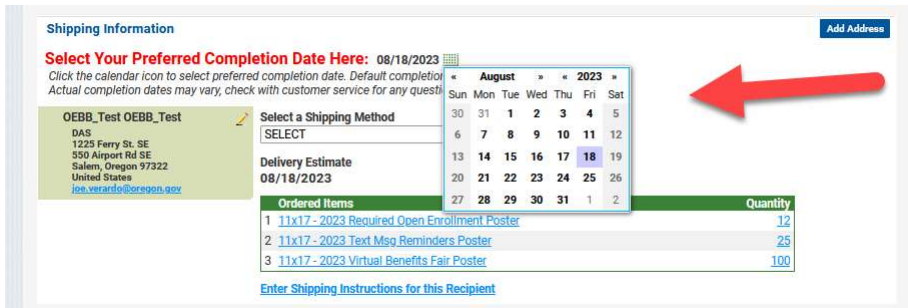 Shipping Information
Add Address
Select Your Preferred Completion Date Here: 08/18/2023
Click the calendar icon to select preferred completion date. Default completion
Actual completion dates may vary, check with customer service for any questi
« August » « 2023 »
Sun Mon Tue Wed Thu Fri Sat
30 31 1 2 3 4 5
6 7 8 9 10 11 12
13 14 15 16 17 18 19
20 21 22 23 24 25 26
27 28 29 30 31 1 2
OEBB_Test OEBB_Test
DAS
1225 Ferry St. SE
550 Airport Rd SE
Salem, Oregon 97322
United States
joe.verardo@oregon.gov
Select a Shipping Method
SELECT
Delivery Estimate
08/18/2023
Ordered Items Quantity
1 11x17 - 2023 Required Open Enrollment Poster 12
2 11x17 - 2023 Text Msg Reminders Poster 25
3 11x17 - 2023 Virtual Benefits Fair Poster 100
Enter Shipping Instructions for this Recipient